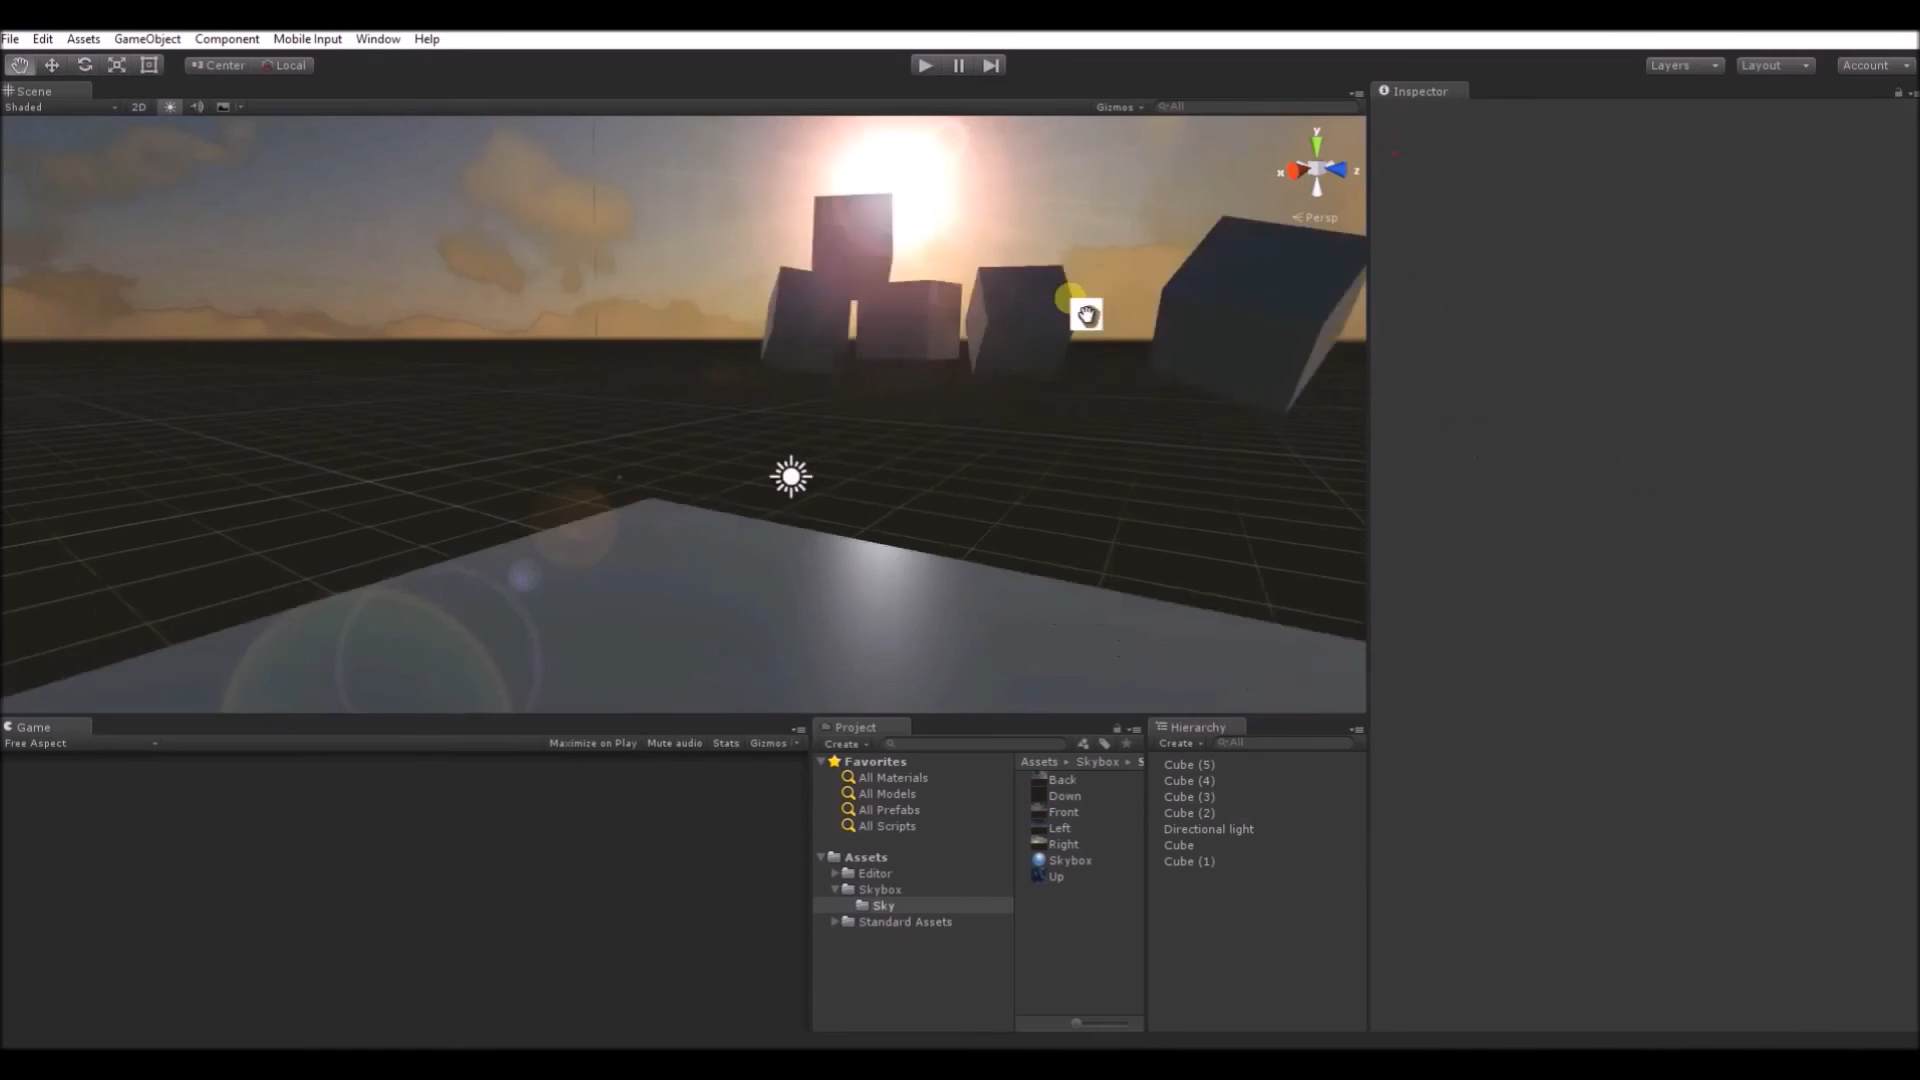 File Edit Assets GameObject Component Mobile Input Window Help
Center Local Layers Layout Account
Scene Inspector
Shaded 2D Gizmos All
y
x z
Persp
Game Project Hierarchy
Free Aspect Maximize on Play Mute audio Stats Gizmos Create Create All
Favorites Assets Skybox S Cube (5)
All Materials Back Cube (4)
All Models Down Cube (3)
All Prefabs Front Cube (2)
All Scripts Left Directional light
Right Cube
Assets Skybox Cube (1)
Editor Up
Skybox
Sky
Standard Assets